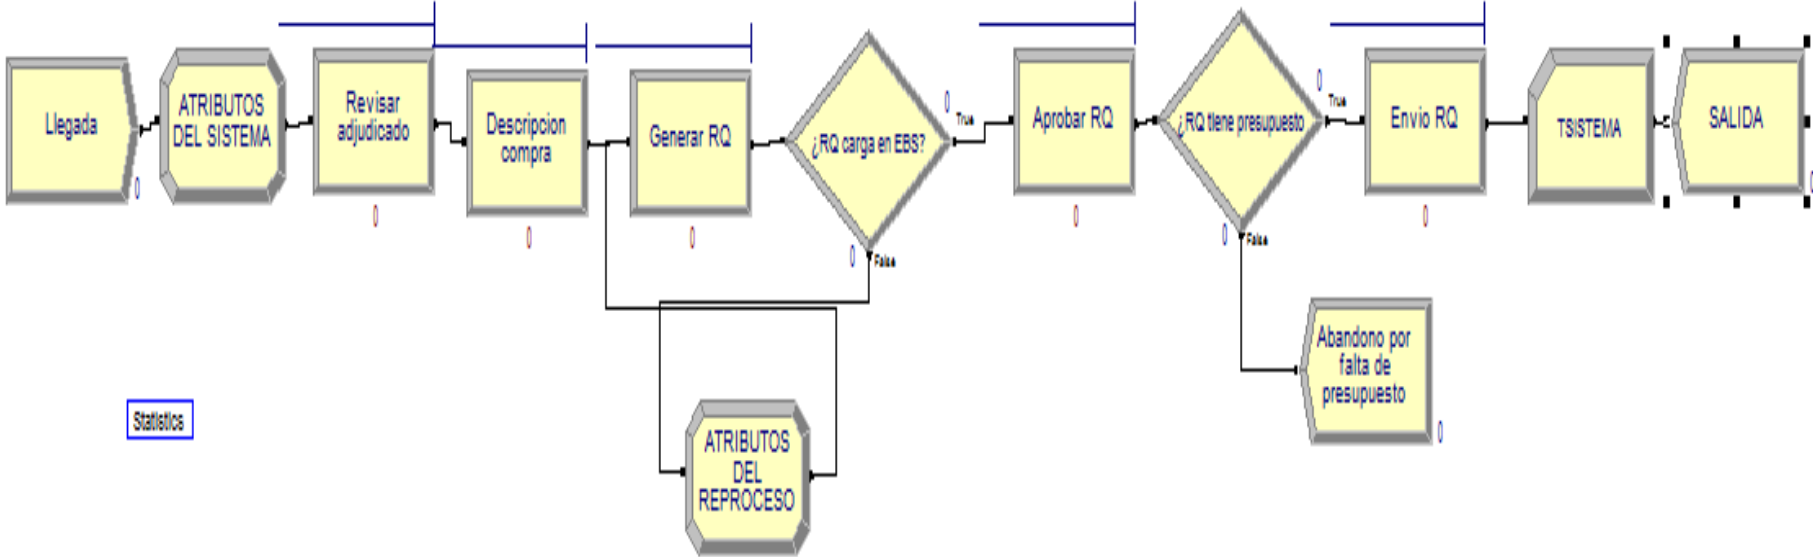 Llegada
0
ATRIBUTOS
DEL SISTEMA
Revisar
adjudicado
0
Descripcion
compra
0
Generar RQ
0
¿RQ carga en EBS?
0
True
0
False
Aprobar RQ
0
¿RQ tiene presupuesto
0
True
0
False
Envio RQ
0
TSISTEMA
SALIDA
0
Abandono por
falta de
presupuesto
0
Statistics
ATRIBUTOS
DEL
REPROCESO